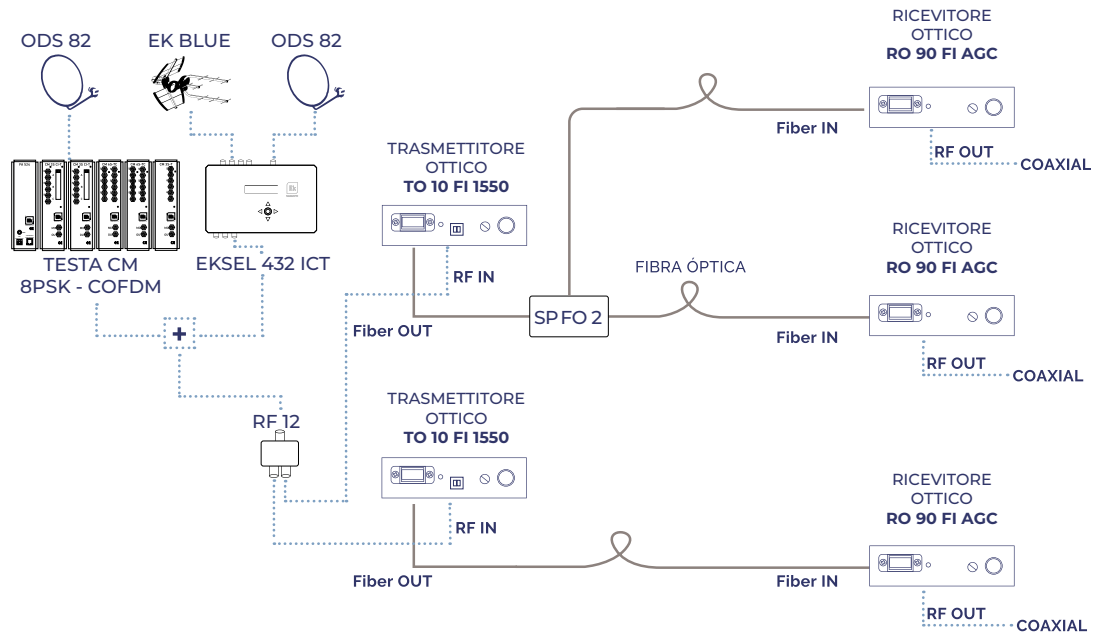 ODS 82
EK BLUE
ODS 82
TESTA CM
8PSK - COFDM
EKSEL 432 ICT
+
RF 12
TRASMETTITORE
OTTICO
TO 10 FI 1550
RF IN
Fiber OUT
SP FO 2
FIBRA ÓPTICA
RICEVITORE
OTTICO
RO 90 FI AGC
Fiber IN
RF OUT
COAXIAL
RICEVITORE
OTTICO
RO 90 FI AGC
Fiber IN
RF OUT
COAXIAL
TRASMETTITORE
OTTICO
TO 10 FI 1550
RF IN
Fiber OUT
RICEVITORE
OTTICO
RO 90 FI AGC
Fiber IN
RF OUT
COAXIAL